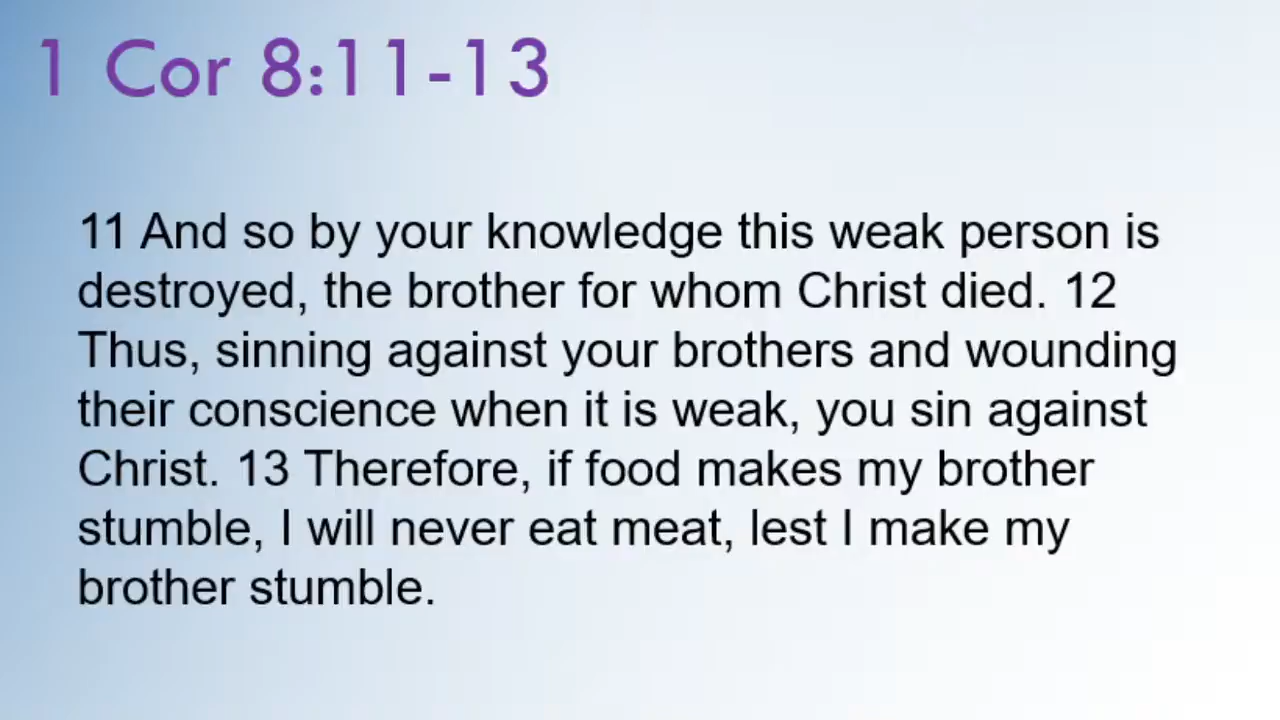 1 Cor 8:11-13
11 And so by your knowledge this weak person is
destroyed, the brother for whom Christ died. 12
Thus, sinning against your brothers and wounding
their conscience when it is weak, you sin against
Christ. 13 Therefore, if food makes my brother
stumble, I will never eat meat, lest I make my
brother stumble.